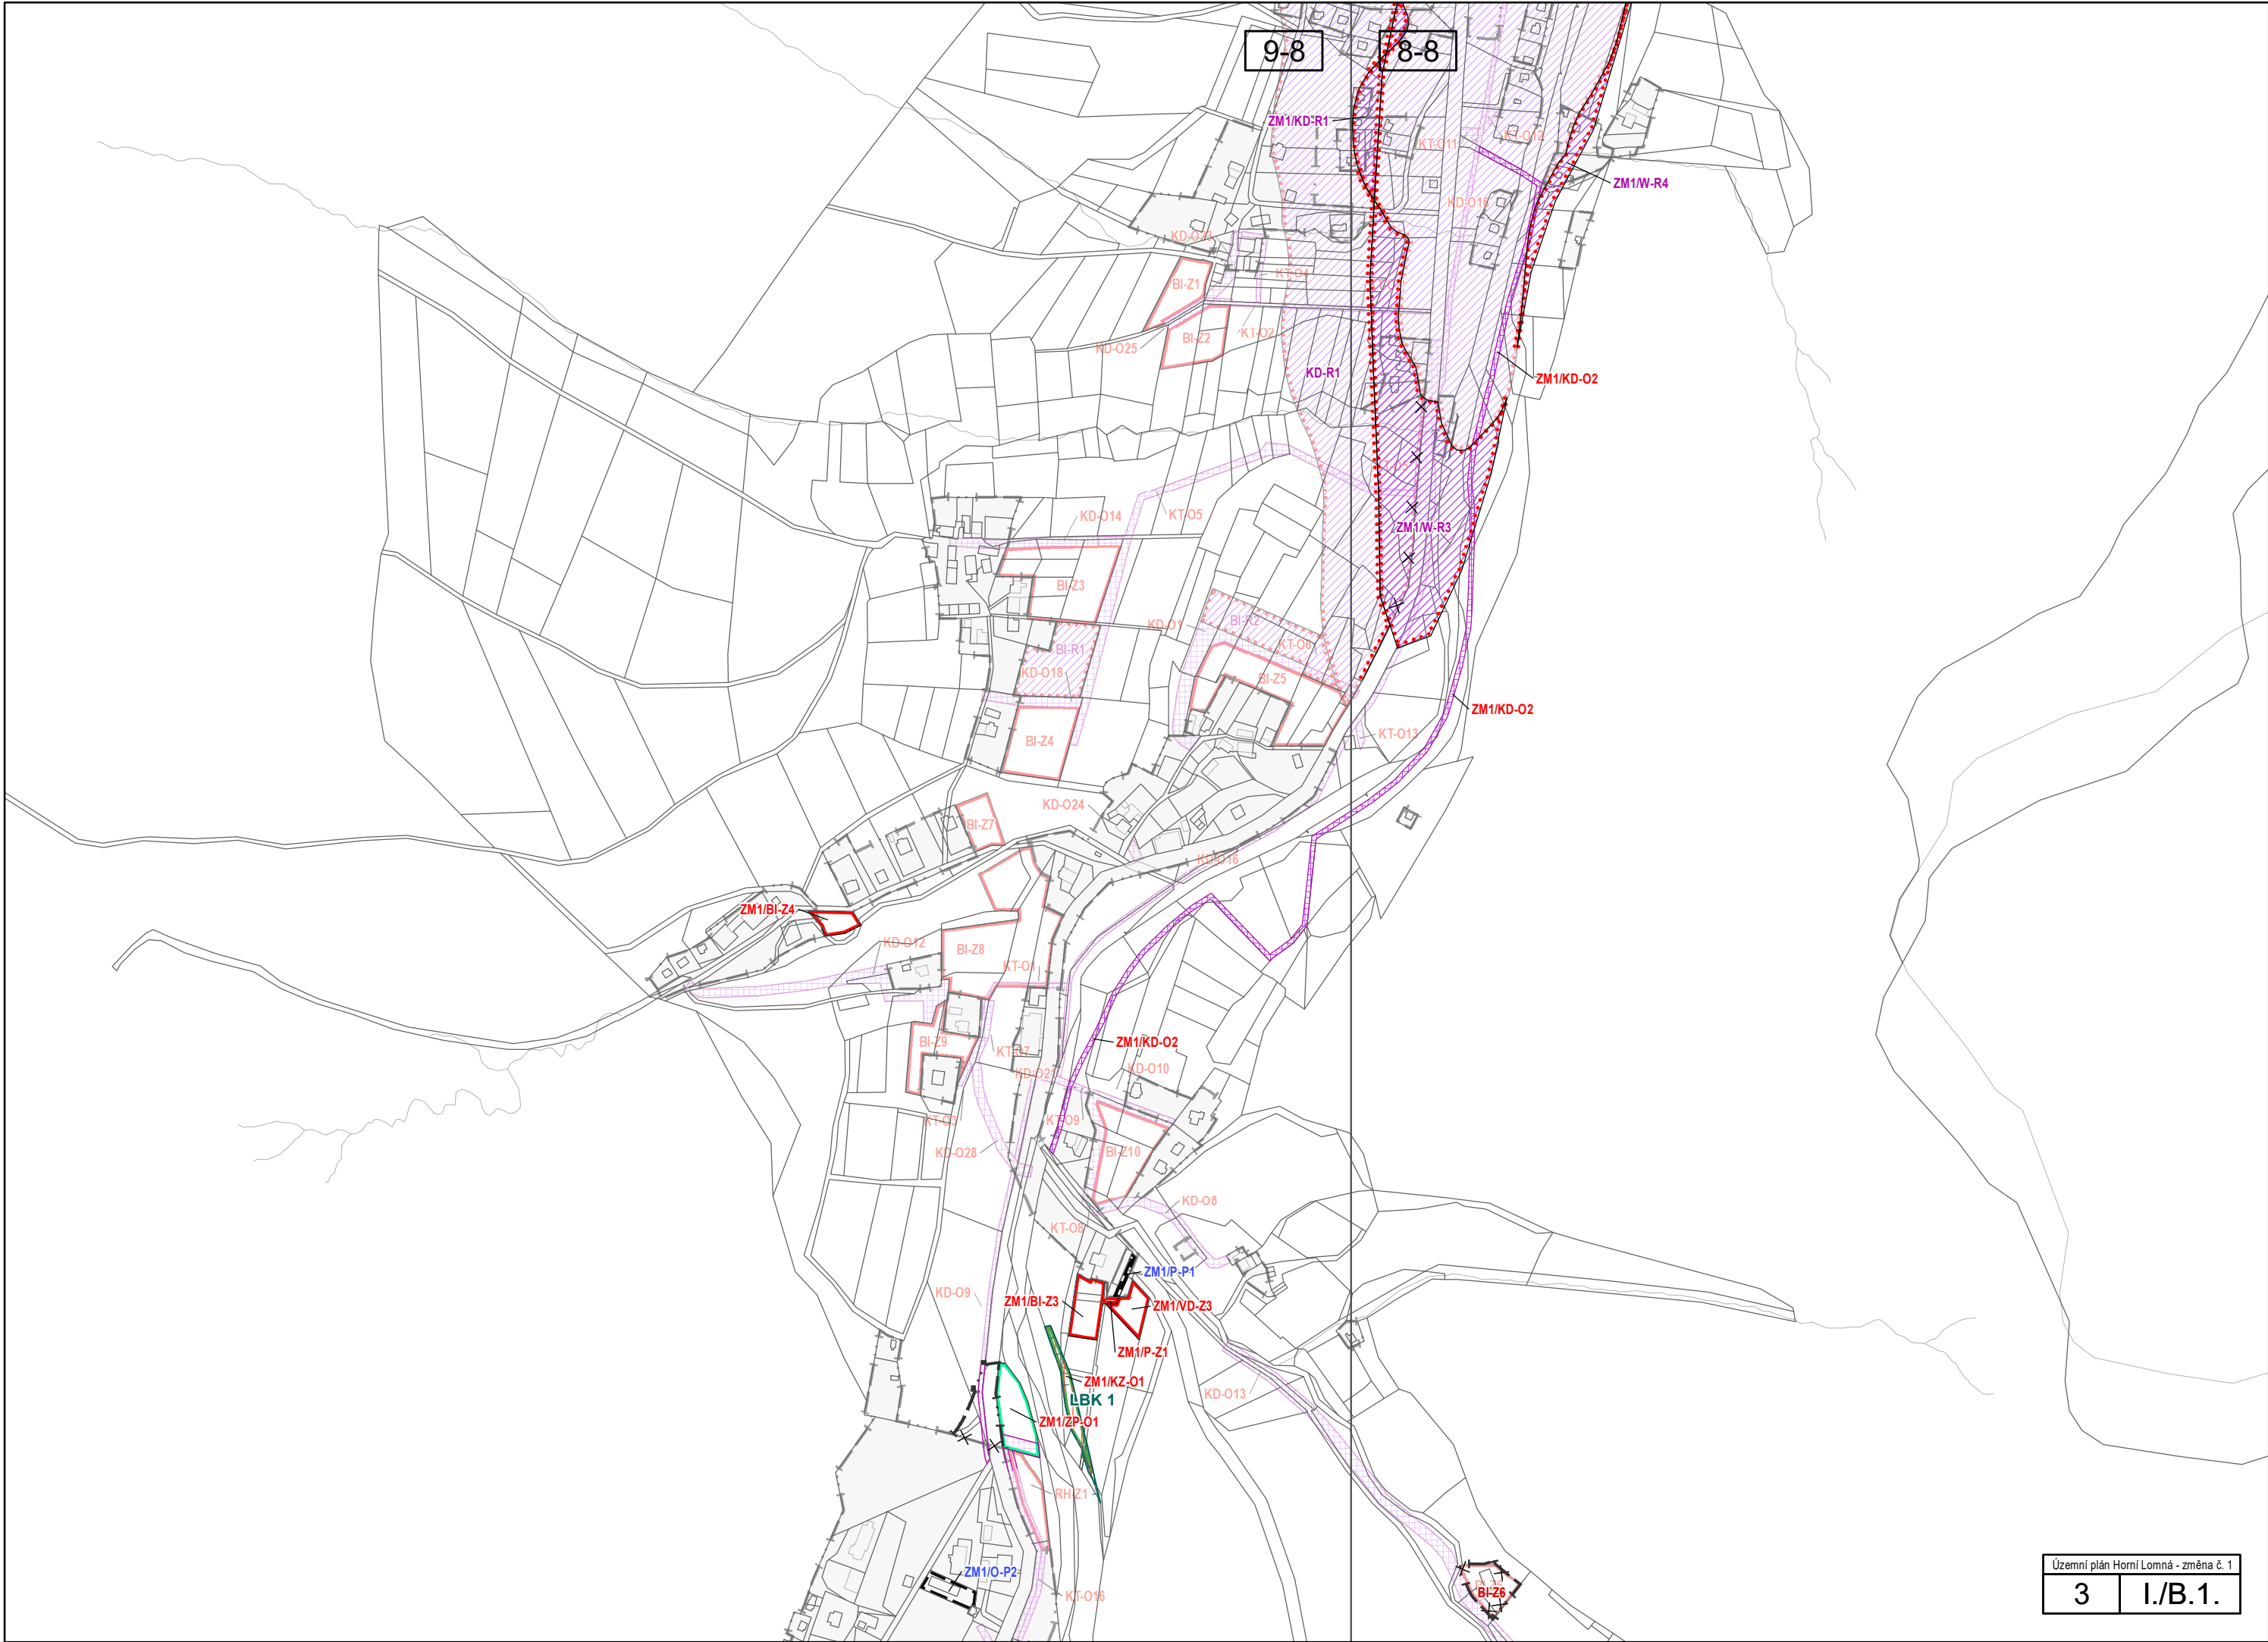 9-8
8-8
ZM1/KD-R1
KT-O11
KT-O12
ZM1/W-R4
KD-O16
BI-Z1
KT-O4
KD-O25
BI-Z2
KT-O2
KD-R1
ZM1/KD-O2
KD-O14
KT-O5
ZM1/W-R3
BI-Z3
KD-O1
BI-R2
BI-R1
KT-O6
KD-O18
BI-Z5
ZM1/KD-O2
KT-O13
BI-Z4
KD-O24
BI-Z7
KD-O16
ZM1/BI-Z4
KD-O12
BI-Z8
KT-O1
BI-Z9
KT-O7
ZM1/KD-O2
KD-O10
KT-O3
KT-O9
KD-O28
BI-Z10
KD-O8
KT-O8
ZM1/P-P1
KD-O9
ZM1/BI-Z3
ZM1/VD-Z3
ZM1/P-Z1
ZM1/KZ-O1
LBK 1
KD-O13
ZM1/ZP-O1
RH-Z1
ZM1/O-P2
KT-O16
BI-Z6
Územní plán Horní Lomná - změna č. 1
3
I./B.1.